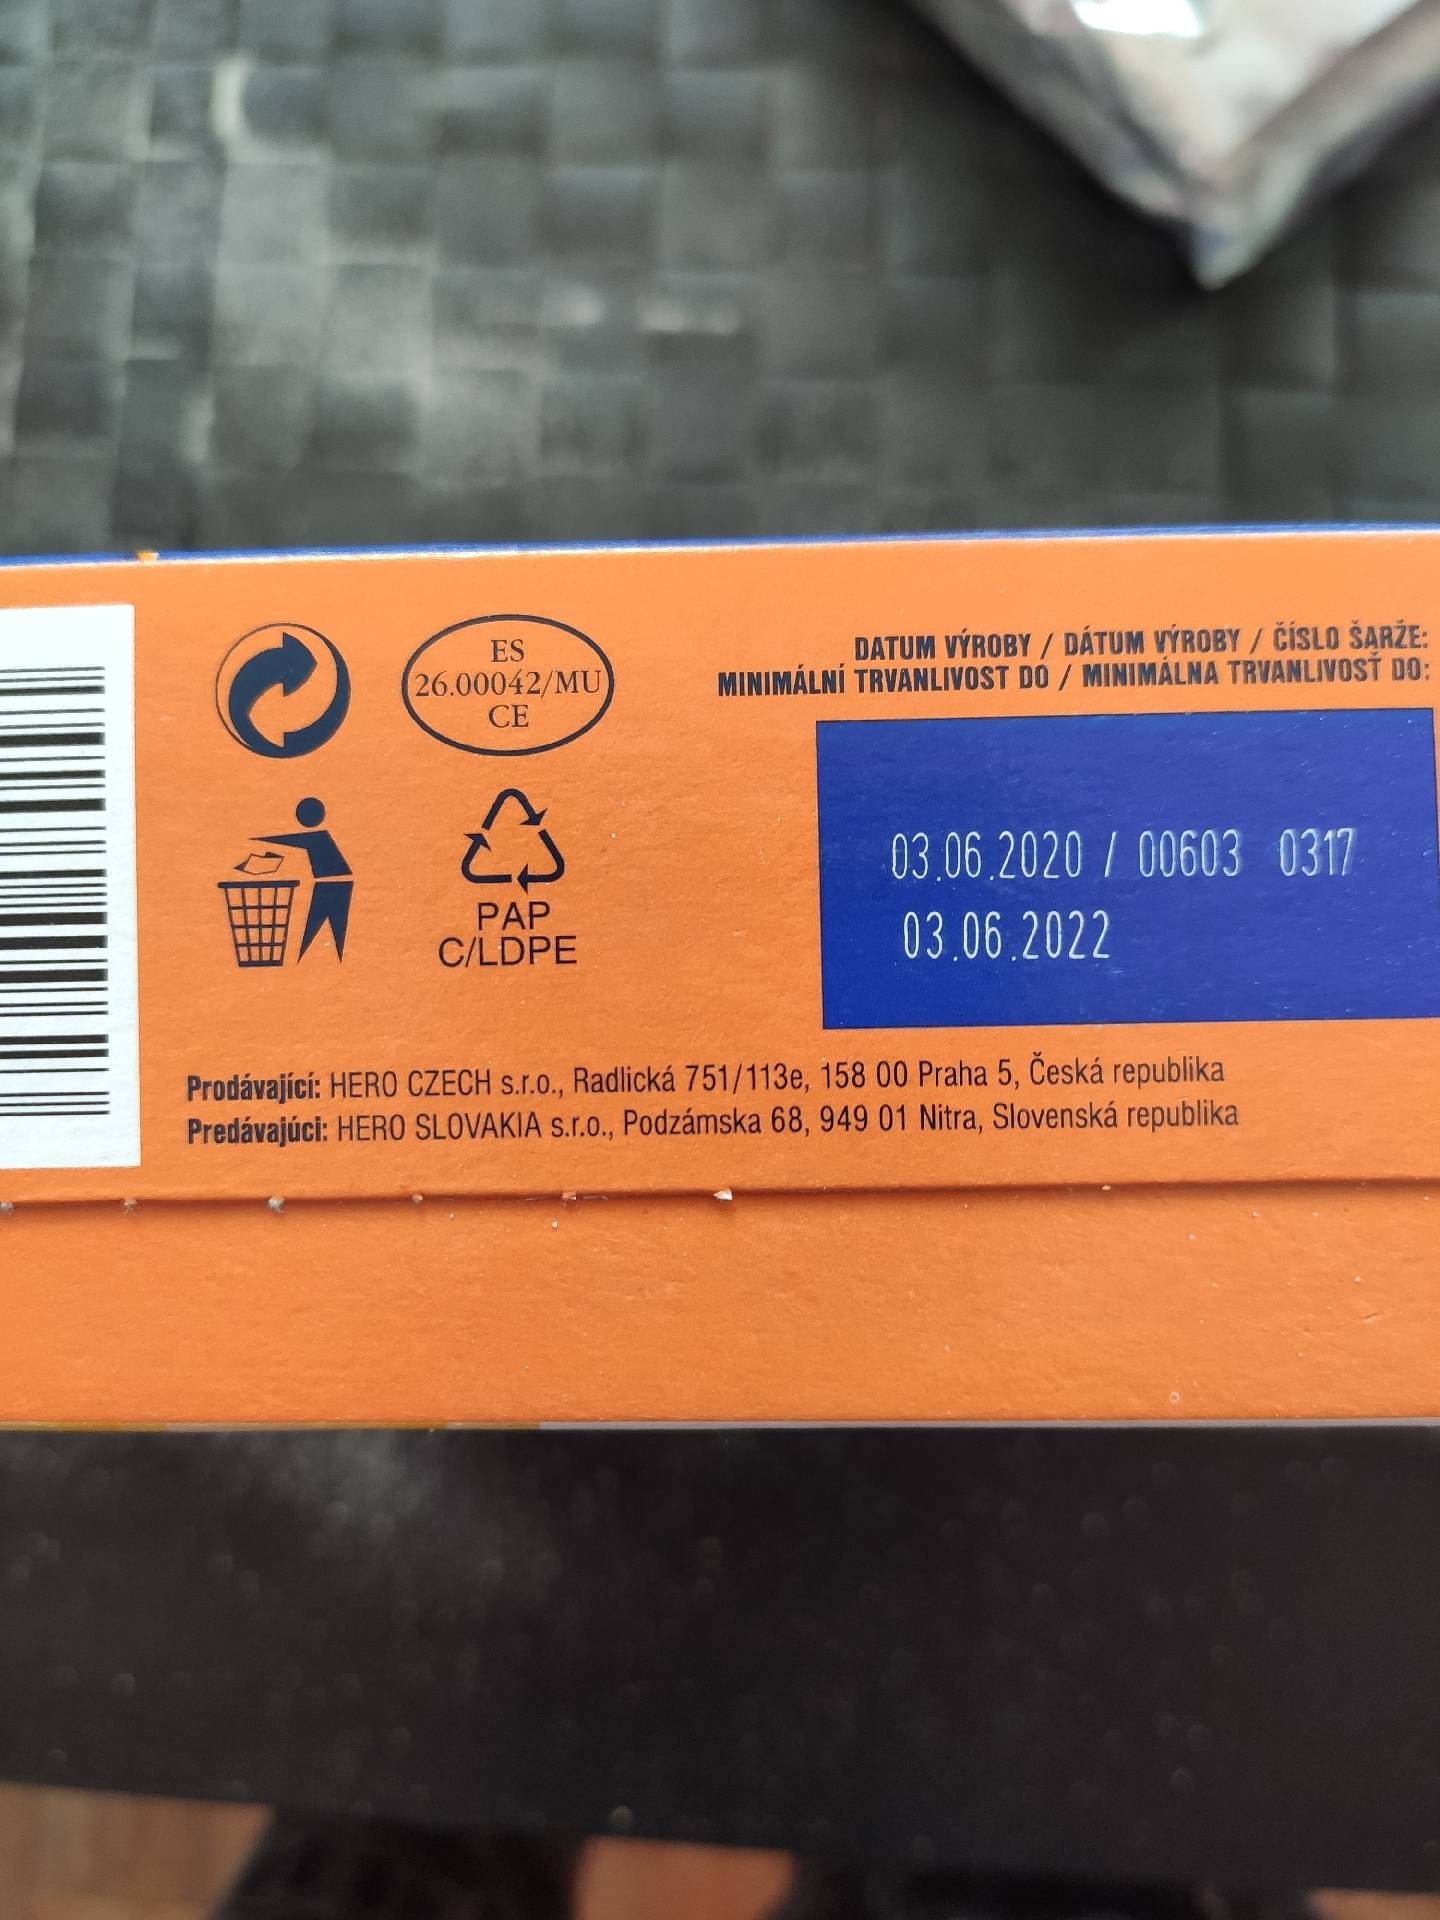 ES
26.00042/MU
CE
PAP
C/LDPE
DATUM VÝROBY / DÁTUM VÝROBY / ČÍSLO ŠARŽE:
MINIMÁLNÍ TRVANLIVOST DO / MINIMÁLNA TRVANLIVOSŤ DO:
03.06.2020 / 00603 0317
03.06.2022
Prodávající: HERO CZECH s.r.o., Radlická 751/113e, 158 00 Praha 5, Česká republika
Predávajúci: HERO SLOVAKIA s.r.o., Podzámska 68, 949 01 Nitra, Slovenská republika